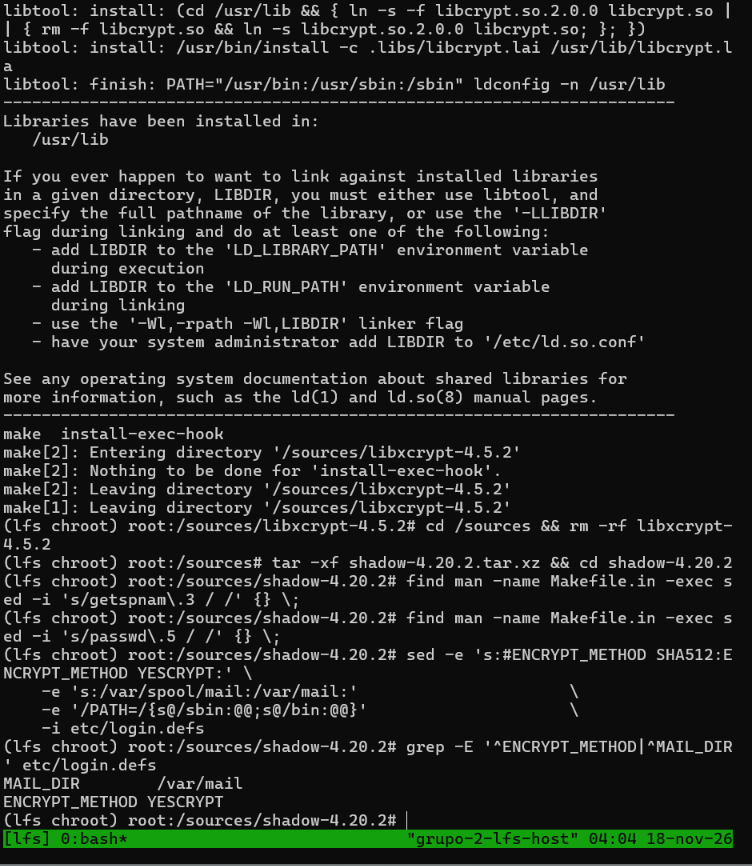 libtool: install: (cd /usr/lib && { ln -s -f libcrypt.so.2.0.0 libcrypt.so |
| { rm -f libcrypt.so && ln -s libcrypt.so.2.0.0 libcrypt.so; }; })
libtool: install: /usr/bin/install -c .libs/libcrypt.lai /usr/lib/libcrypt.l
a
libtool: finish: PATH="/usr/bin:/usr/sbin:/sbin" ldconfig -n /usr/lib
----------------------------------------------------------------------
Libraries have been installed in:
   /usr/lib

If you ever happen to want to link against installed libraries
in a given directory, LIBDIR, you must either use libtool, and
specify the full pathname of the library, or use the '-LLIBDIR'
flag during linking and do at least one of the following:
   - add LIBDIR to the 'LD_LIBRARY_PATH' environment variable
     during execution
   - add LIBDIR to the 'LD_RUN_PATH' environment variable
     during linking
   - use the '-Wl,-rpath -Wl,LIBDIR' linker flag
   - have your system administrator add LIBDIR to '/etc/ld.so.conf'

See any operating system documentation about shared libraries for
more information, such as the ld(1) and ld.so(8) manual pages.
----------------------------------------------------------------------
make  install-exec-hook
make[2]: Entering directory '/sources/libxcrypt-4.5.2'
make[2]: Nothing to be done for 'install-exec-hook'.
make[2]: Leaving directory '/sources/libxcrypt-4.5.2'
make[1]: Leaving directory '/sources/libxcrypt-4.5.2'
(lfs chroot) root:/sources/libxcrypt-4.5.2# cd /sources && rm -rf libxcrypt-
4.5.2
(lfs chroot) root:/sources# tar -xf shadow-4.20.2.tar.xz && cd shadow-4.20.2
(lfs chroot) root:/sources/shadow-4.20.2# find man -name Makefile.in -exec s
ed -i 's/getspnam\.3 / /' {} \;
(lfs chroot) root:/sources/shadow-4.20.2# find man -name Makefile.in -exec s
ed -i 's/passwd\.5 / /' {} \;
(lfs chroot) root:/sources/shadow-4.20.2# sed -e 's:#ENCRYPT_METHOD SHA512:E
NCRYPT_METHOD YESCRYPT:' \
    -e 's:/var/spool/mail:/var/mail:'                      \
    -e '/PATH=/{s@/sbin:@@;s@/bin:@@}'                     \
    -i etc/login.defs
(lfs chroot) root:/sources/shadow-4.20.2# grep -E '^ENCRYPT_METHOD|^MAIL_DIR
' etc/login.defs
MAIL_DIR        /var/mail
ENCRYPT_METHOD YESCRYPT
(lfs chroot) root:/sources/shadow-4.20.2#
[lfs] 0:bash*                             "grupo-2-lfs-host" 04:04 18-nov-26